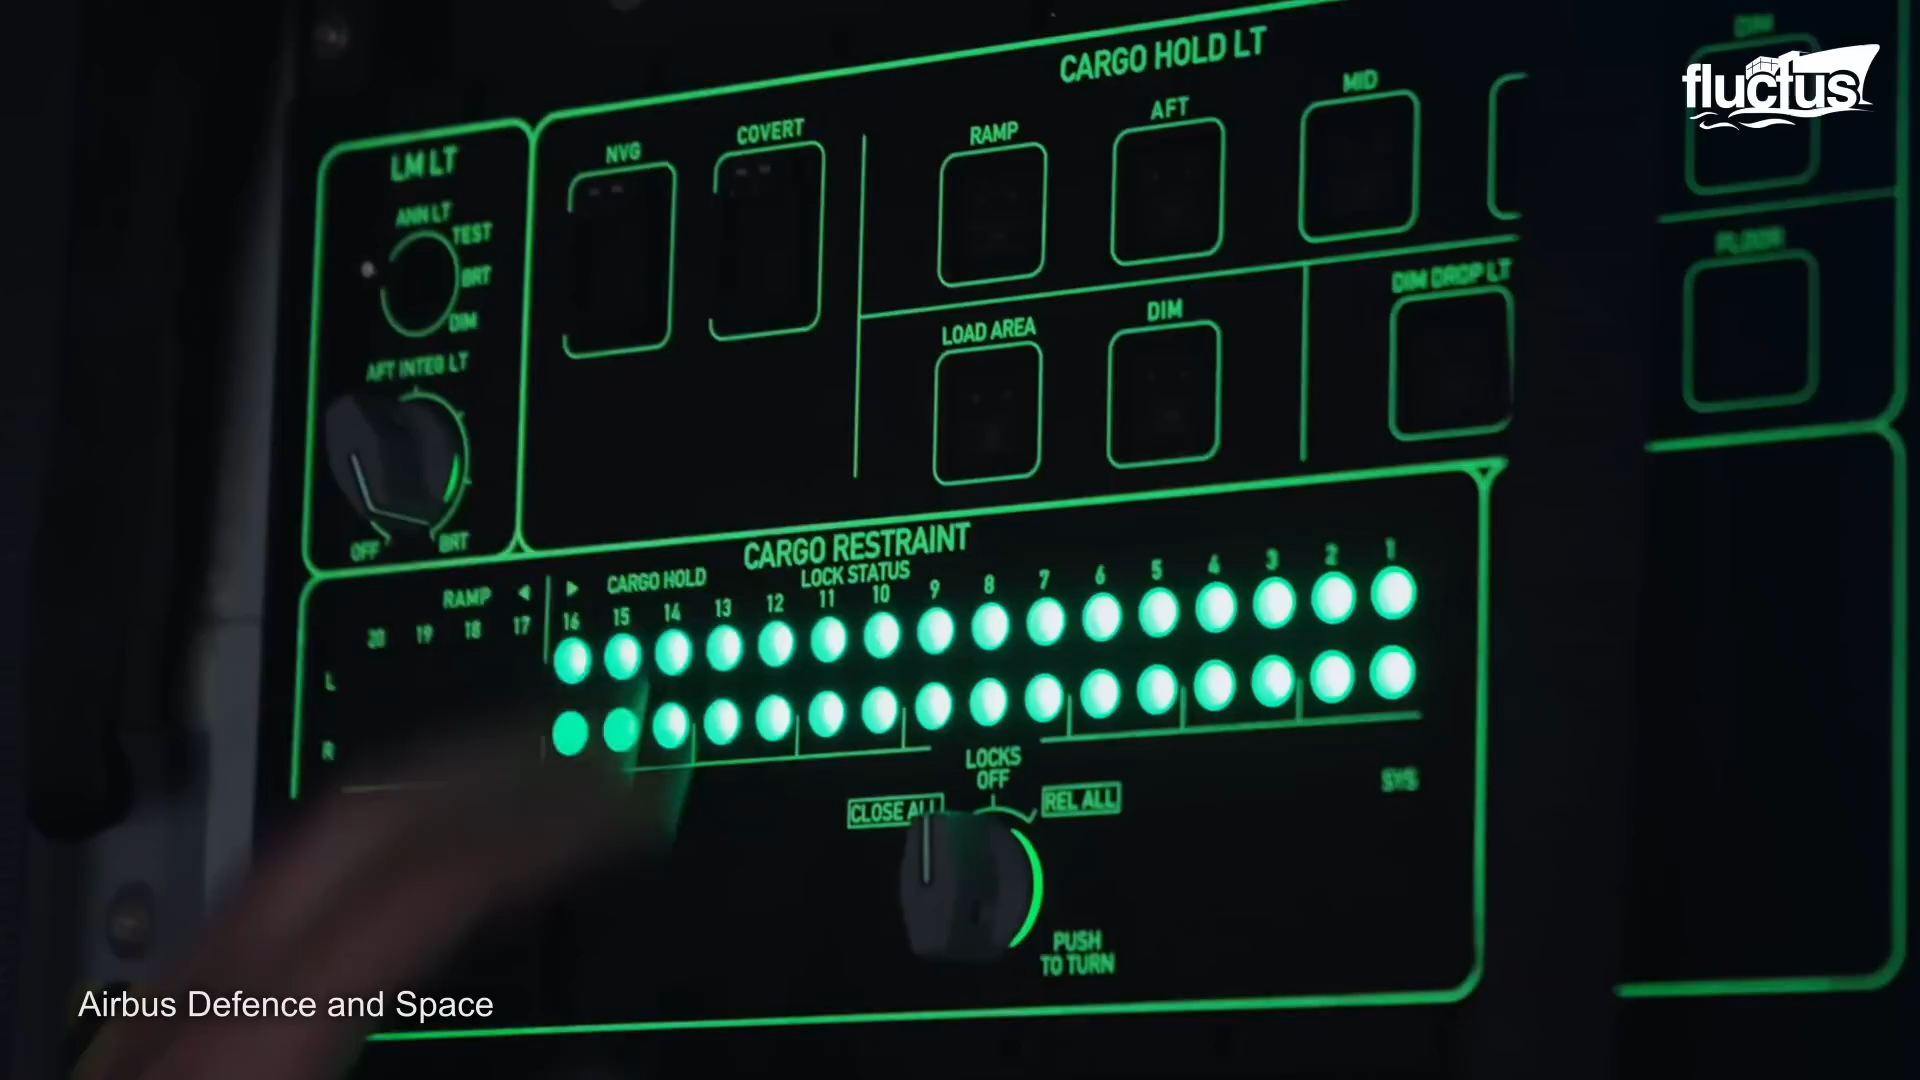 fluctus
CARGO HOLD LT
DIM
LM LT
NVG
COVERT
RAMP
AFT
MID
ANN LT
TEST
BRT
DIM
FLOOR
AFT INTEG LT
LOAD AREA
DIM
DIM DROP LT
OFF
BRT
CARGO RESTRAINT
RAMP
CARGO HOLD
LOCK STATUS
20 19 18 17 16 15 14 13 12 11 10 9 8 7 6 5 4 3 2 1
L
R
LOCKS
OFF
CLOSE ALL
REL ALL
SYS
PUSH
TO TURN
Airbus Defence and Space